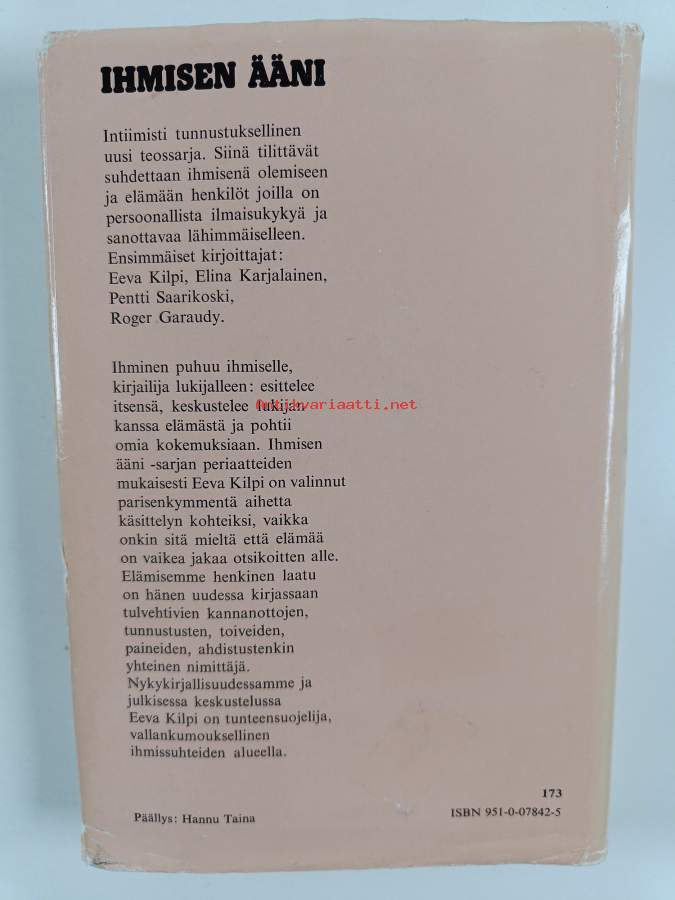 IHMISEN ÄÄNI
Intiimisti tunnustuksellinen
uusi teossarja. Siinä tilittävät
suhdettaan ihmisenä olemiseen
ja elämään henkilöt joilla on
persoonallista ilmaisukykyä ja
sanottavaa lähimmäiselleen.
Ensimmäiset kirjoittajat:
Eeva Kilpi, Elina Karjalainen,
Pentti Saarikoski,
Roger Garaudy.
Ihminen puhuu ihmiselle,
kirjailija lukijalleen: esittelee
itsensä, keskustelee lukijan
Antikvariaatti.net
kanssa elämästä ja pohtii
omia kokemuksiaan. Ihmisen
ääni -sarjan periaatteiden
mukaisesti Eeva Kilpi on valinnut
parisenkymmentä aihetta
käsittelyn kohteiksi, vaikka
onkin sitä mieltä että elämää
on vaikea jakaa otsikoitten alle.
Elämisemme henkinen laatu
on hänen uudessa kirjassaan
tulvehtivien kannanottojen,
tunnustusten, toiveiden,
paineiden, ahdistustenkin
yhteinen nimittäjä.
Nykykirjallisuudessamme ja
julkisessa keskustelussa
Eeva Kilpi on tunteensuojelija,
vallankumouksellinen
ihmissuhteiden alueella.
173
Päällys: Hannu Taina
ISBN 951-0-07842-5